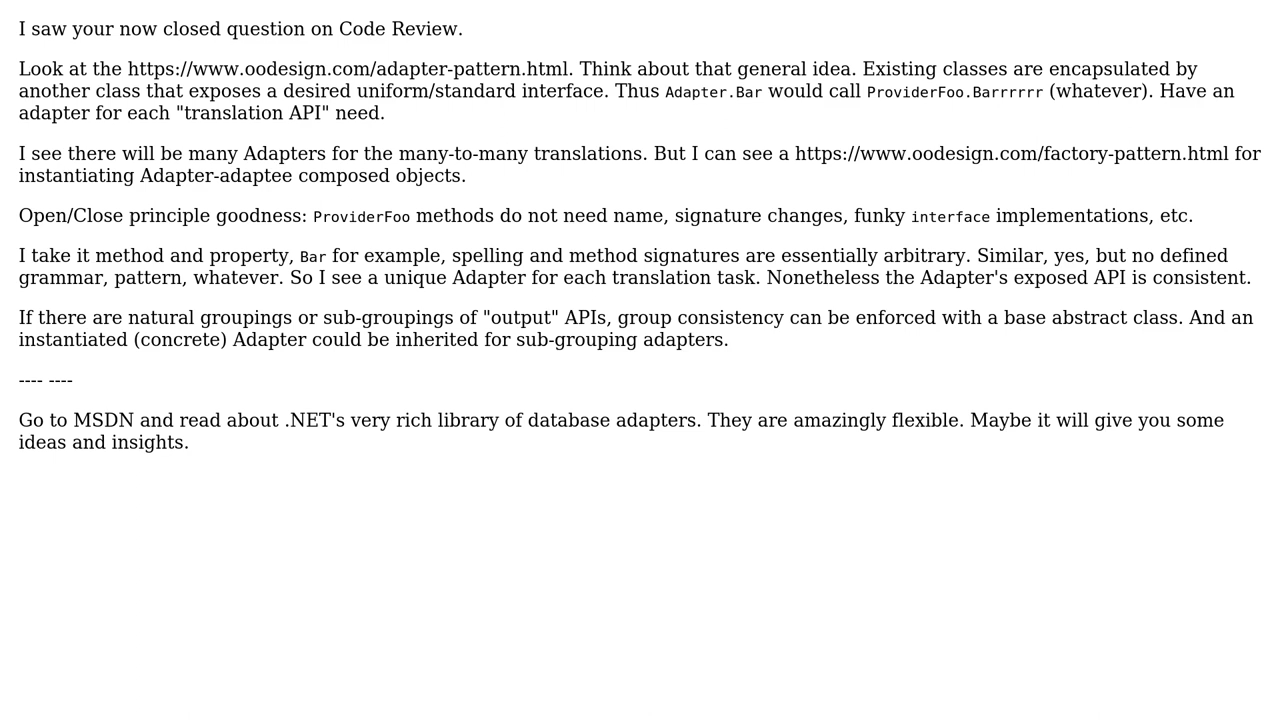 I saw your now closed question on Code Review.
Look at the https://www.oodesign.com/adapter-pattern.html. Think about that general idea. Existing classes are encapsulated by
another class that exposes a desired uniform/standard interface. Thus Adapter.Bar would call ProviderFoo.Barrrrrr (whatever). Have an
adapter for each "translation API" need.
I see there will be many Adapters for the many-to-many translations. But I can see a https://www.oodesign.com/factory-pattern.html for
instantiating Adapter-adaptee composed objects.
Open/Close principle goodness: ProviderFoo methods do not need name, signature changes, funky interface implementations, etc.
I take it method and property, Bar for example, spelling and method signatures are essentially arbitrary. Similar, yes, but no defined
grammar, pattern, whatever. So I see a unique Adapter for each translation task. Nonetheless the Adapter's exposed API is consistent.
If there are natural groupings or sub-groupings of "output" APIs, group consistency can be enforced with a base abstract class. And an
instantiated (concrete) Adapter could be inherited for sub-grouping adapters.
---- ----
Go to MSDN and read about .NET's very rich library of database adapters. They are amazingly flexible. Maybe it will give you some
ideas and insights.